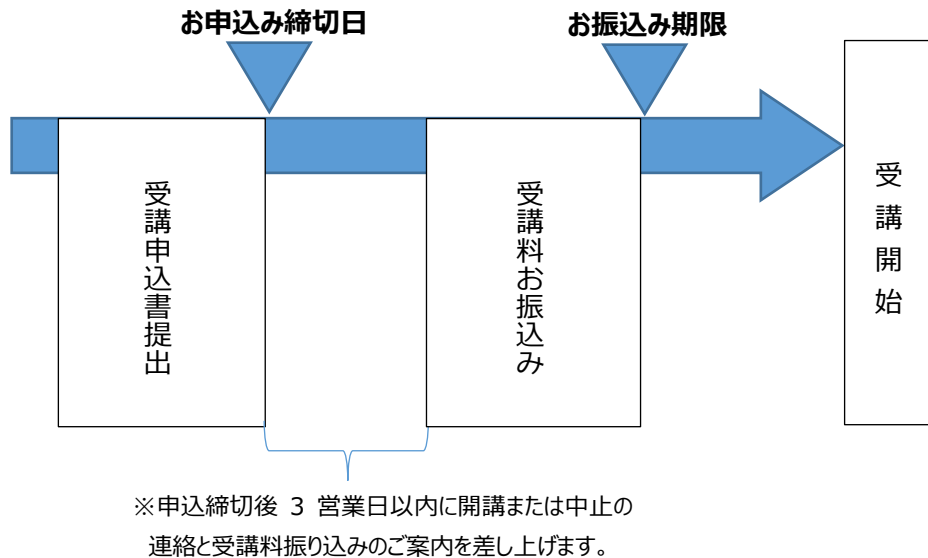 お申込み締切日
お振込み期限
受講申込書提出
受講料お振込み
受講開始
※申込締切後 3 営業日以内に開講または中止の
連絡と受講料振り込みのご案内を差し上げます。